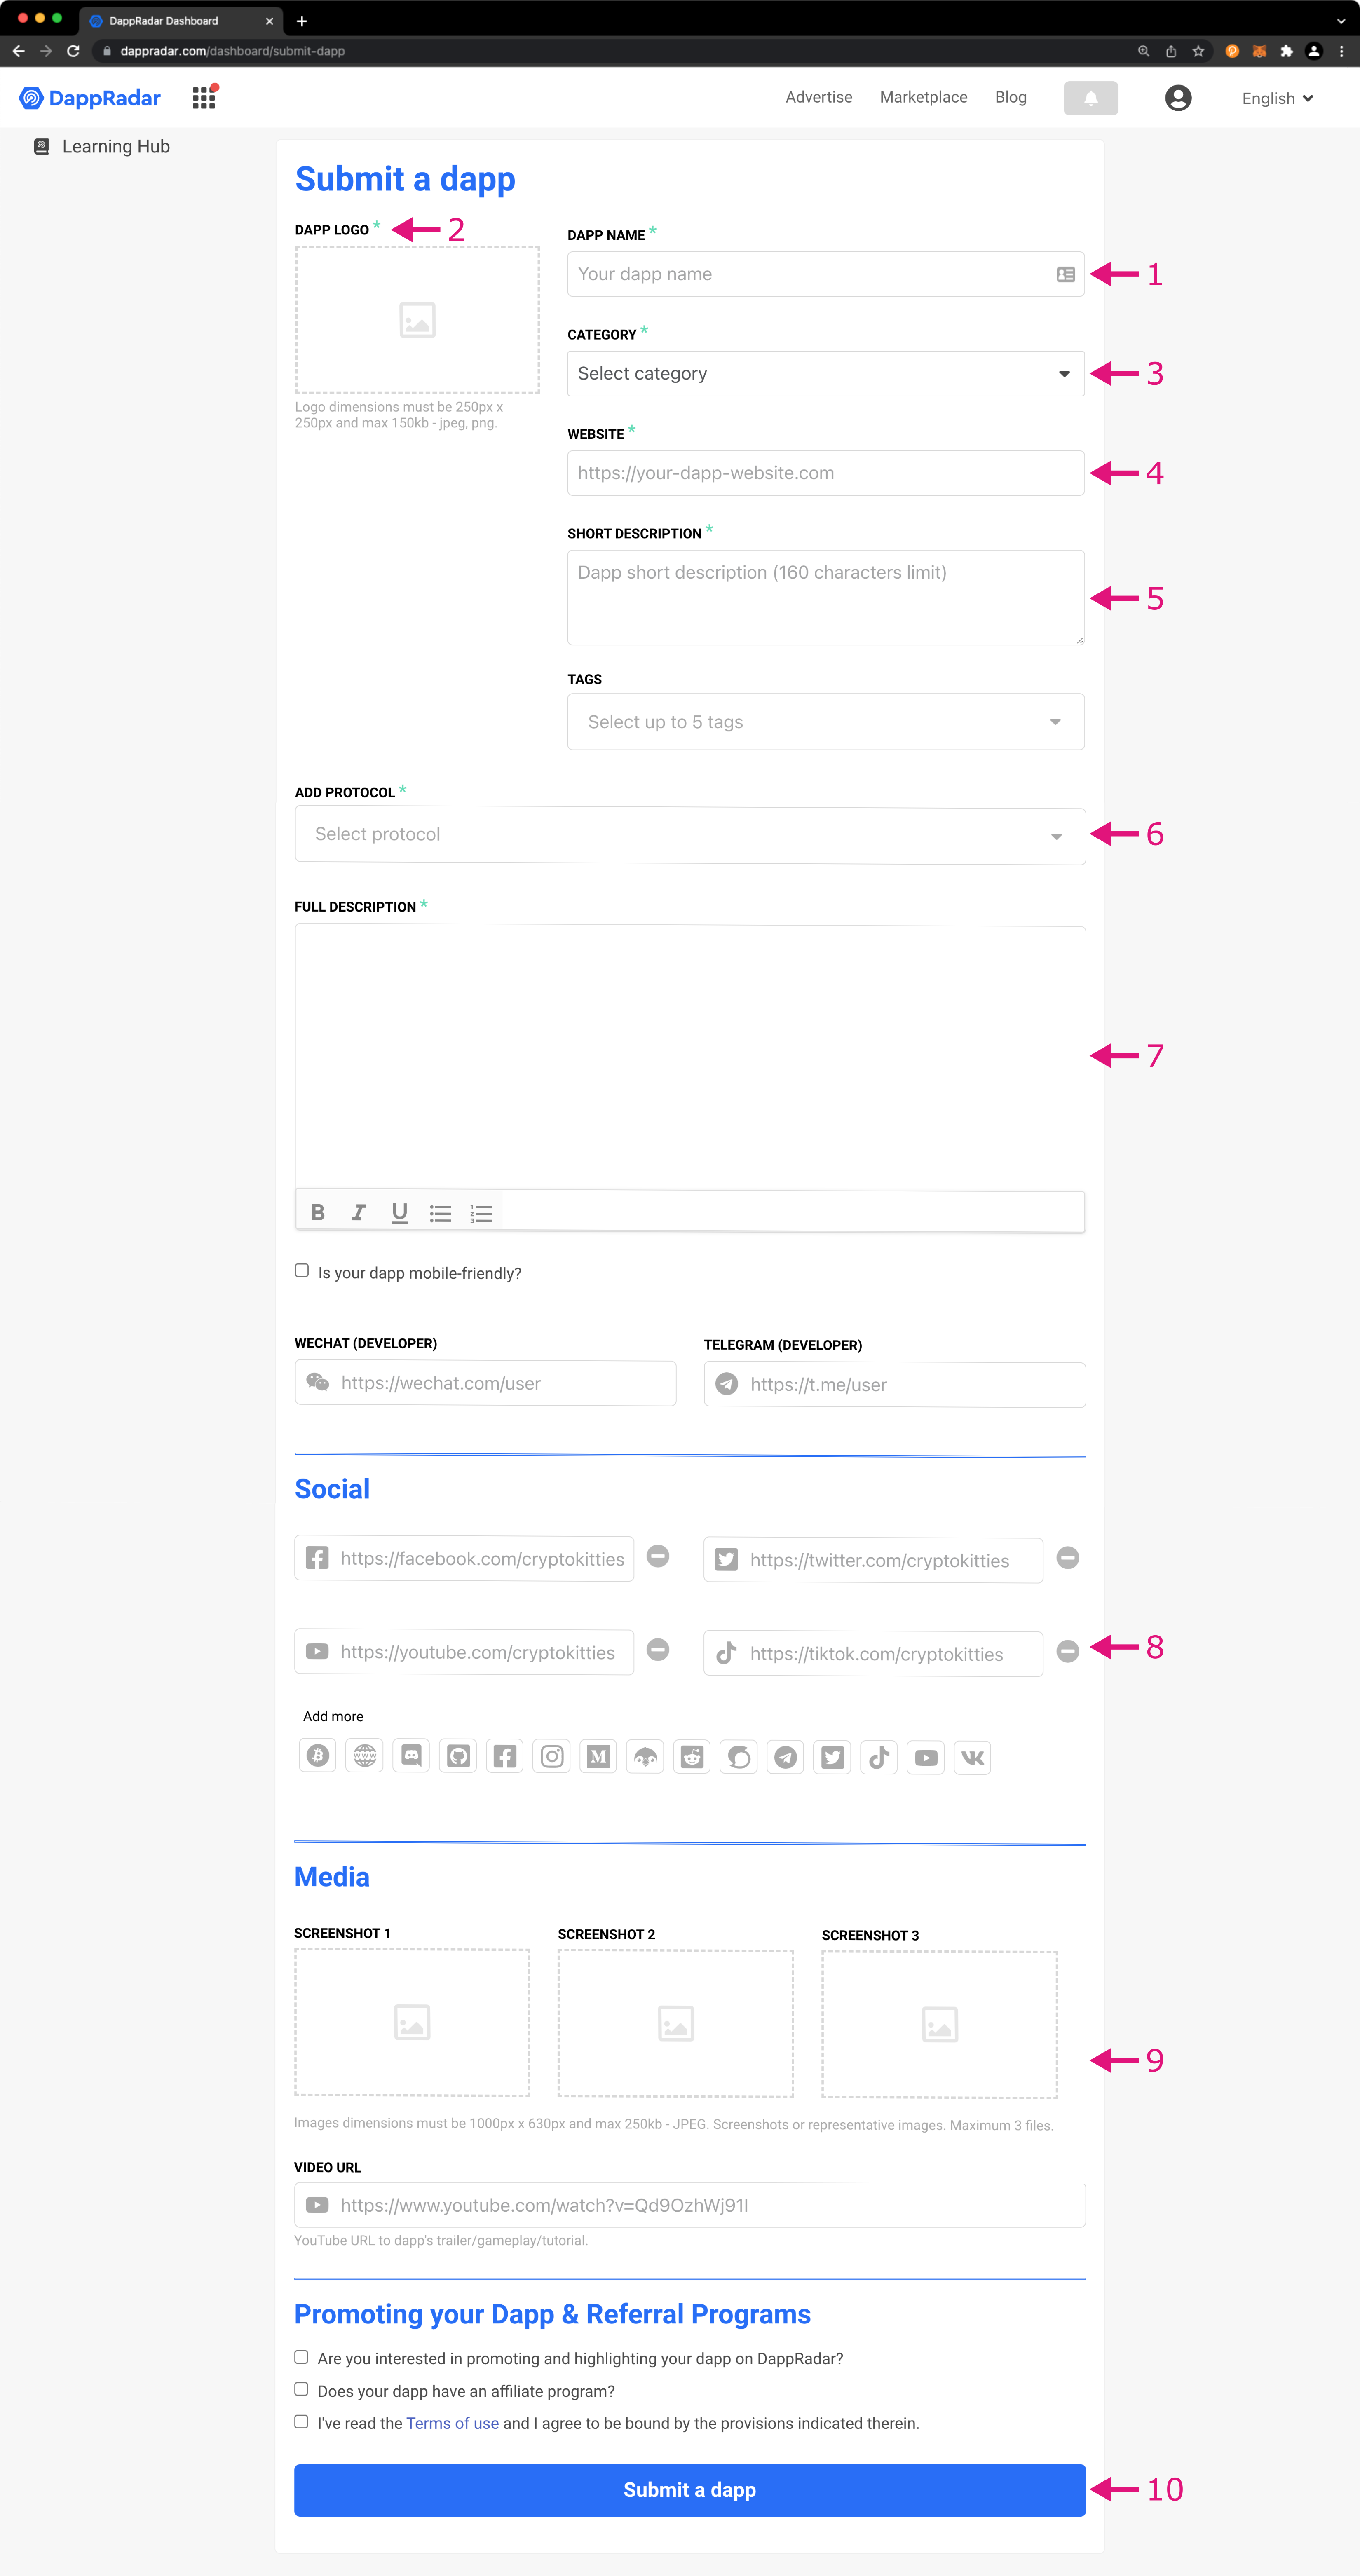 DappRadar Dashboard
dappradar.com/dashboard/submit-dapp
DappRadar
Advertise
Marketplace
Blog
English
Learning Hub
Submit a dapp
DAPP LOGO *
2
Logo dimensions must be 250px x
250px and max 150kb - jpeg, png.
DAPP NAME *
Your dapp name
1
CATEGORY *
Select category
3
WEBSITE *
https://your-dapp-website.com
4
SHORT DESCRIPTION *
Dapp short description (160 characters limit)
5
TAGS
Select up to 5 tags
ADD PROTOCOL *
Select protocol
6
FULL DESCRIPTION *
7
B I U
Is your dapp mobile-friendly?
WECHAT (DEVELOPER)
https://wechat.com/user
TELEGRAM (DEVELOPER)
https://t.me/user
Social
https://facebook.com/cryptokitties
https://twitter.com/cryptokitties
https://youtube.com/cryptokitties
https://tiktok.com/cryptokitties
8
Add more
Media
SCREENSHOT 1
SCREENSHOT 2
SCREENSHOT 3
9
Images dimensions must be 1000px x 630px and max 250kb - JPEG. Screenshots or representative images. Maximum 3 files.
VIDEO URL
https://www.youtube.com/watch?v=Qd9OzhWj91I
YouTube URL to dapp's trailer/gameplay/tutorial.
Promoting your Dapp & Referral Programs
Are you interested in promoting and highlighting your dapp on DappRadar?
Does your dapp have an affiliate program?
I've read the Terms of use and I agree to be bound by the provisions indicated therein.
Submit a dapp
10